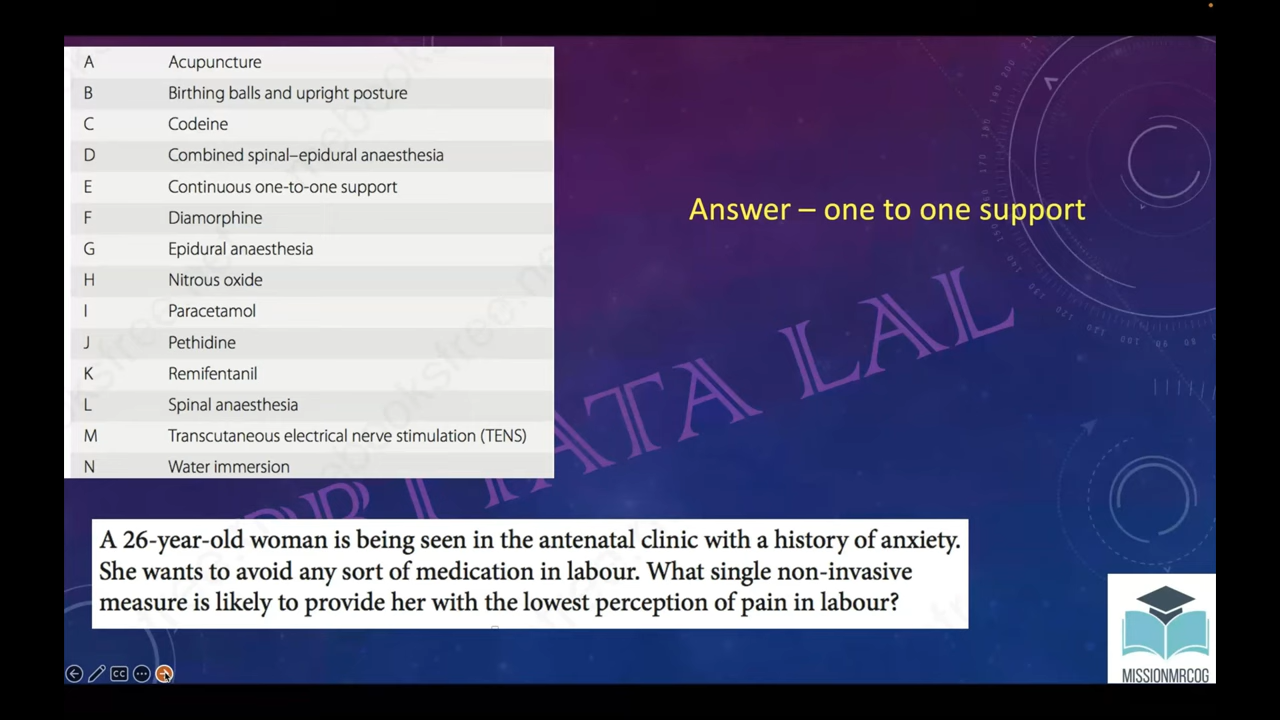 A Acupuncture
B Birthing balls and upright posture
C Codeine
D Combined spinal–epidural anaesthesia
E Continuous one-to-one support
F Diamorphine
G Epidural anaesthesia
H Nitrous oxide
I Paracetamol
J Pethidine
K Remifentanil
L Spinal anaesthesia
M Transcutaneous electrical nerve stimulation (TENS)
N Water immersion
Answer – one to one support
LAL
A 26-year-old woman is being seen in the antenatal clinic with a history of anxiety.
She wants to avoid any sort of medication in labour. What single non-invasive
measure is likely to provide her with the lowest perception of pain in labour?
CC
MISSIONMRCOG